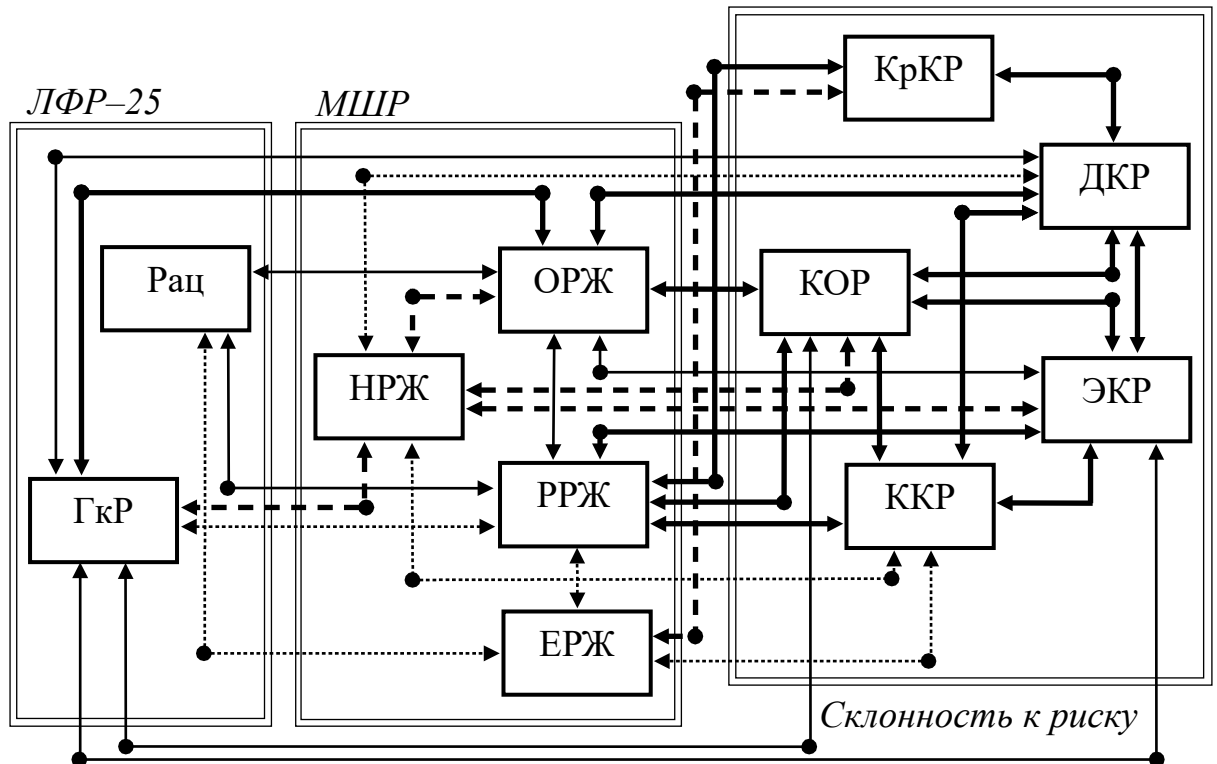 КрКР
ЛФР–25
МШР
ДКР
Рац
ОРЖ
КОР
НРЖ
ЭКР
ГкР
РРЖ
ККР
ЕРЖ
Склонность к риску